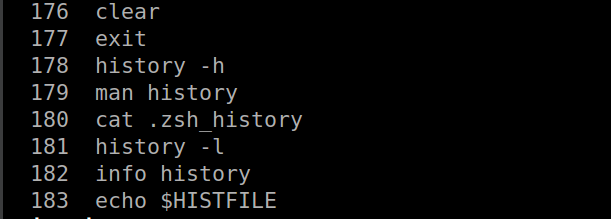 176 clear
177 exit
178 history -h
179 man history
180 cat .zsh_history
181 history -l
182 info history
183 echo $HISTFILE